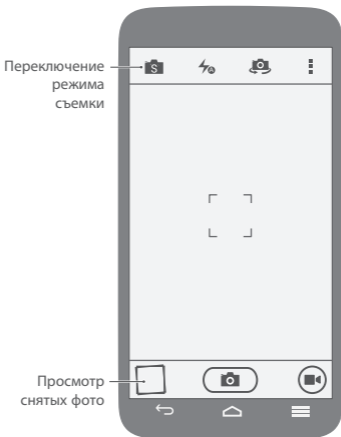 Переключение
режима
съемки
S
Просмотр
снятых фото